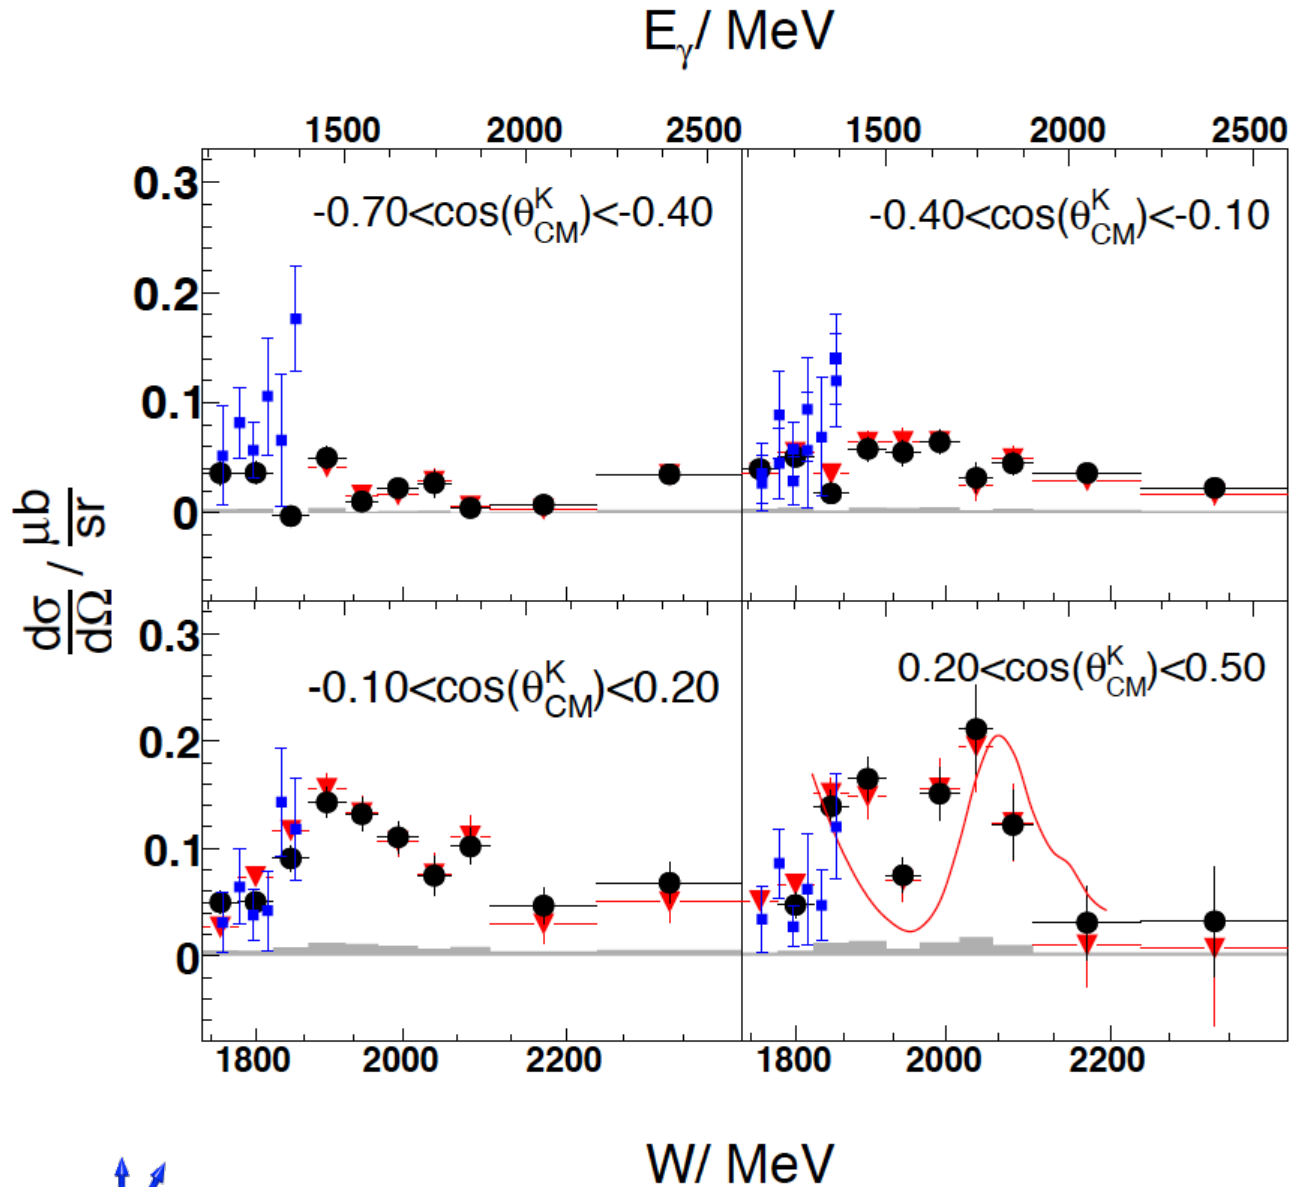 E_γ/ MeV
1500 2000 2500 1500 2000 2500
0.3
-0.70<cos(θ^K_CM)<-0.40 -0.40<cos(θ^K_CM)<-0.10
0.2
0.1
0
dσ/dΩ / μb/sr
0.3
-0.10<cos(θ^K_CM)<0.20 0.20<cos(θ^K_CM)<0.50
0.2
0.1
0
1800 2000 2200 1800 2000 2200
W/ MeV